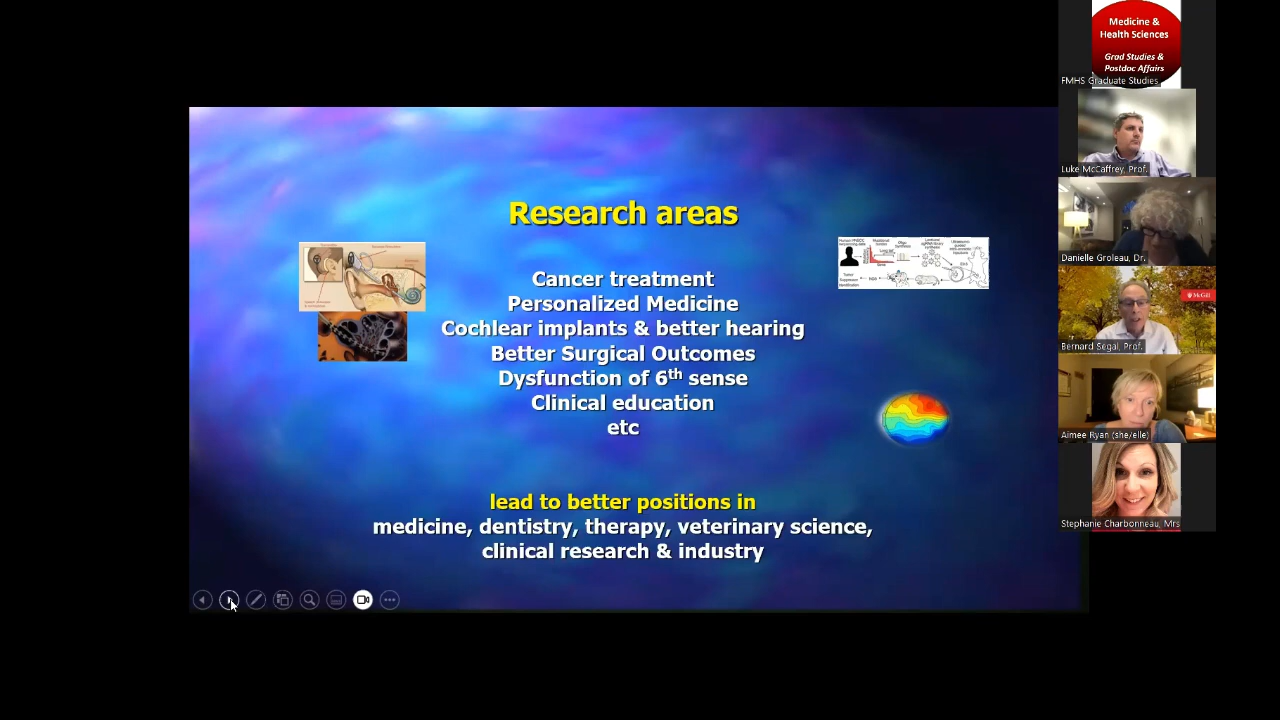 Research areas
Cancer treatment
Personalized Medicine
Cochlear implants & better hearing
Better Surgical Outcomes
Dysfunction of 6th sense
Clinical education
etc
lead to better positions in
medicine, dentistry, therapy, veterinary science,
clinical research & industry
Medicine &
Health Sciences
Grad Studies &
Postdoc Affairs
FMHS Graduate Studies
Luke McCaffrey, Prof.
Danielle Groleau, Dr.
McGill
Bernard Segal, Prof.
Aimee Ryan (she/elle)
Stephanie Charbonneau, Mrs